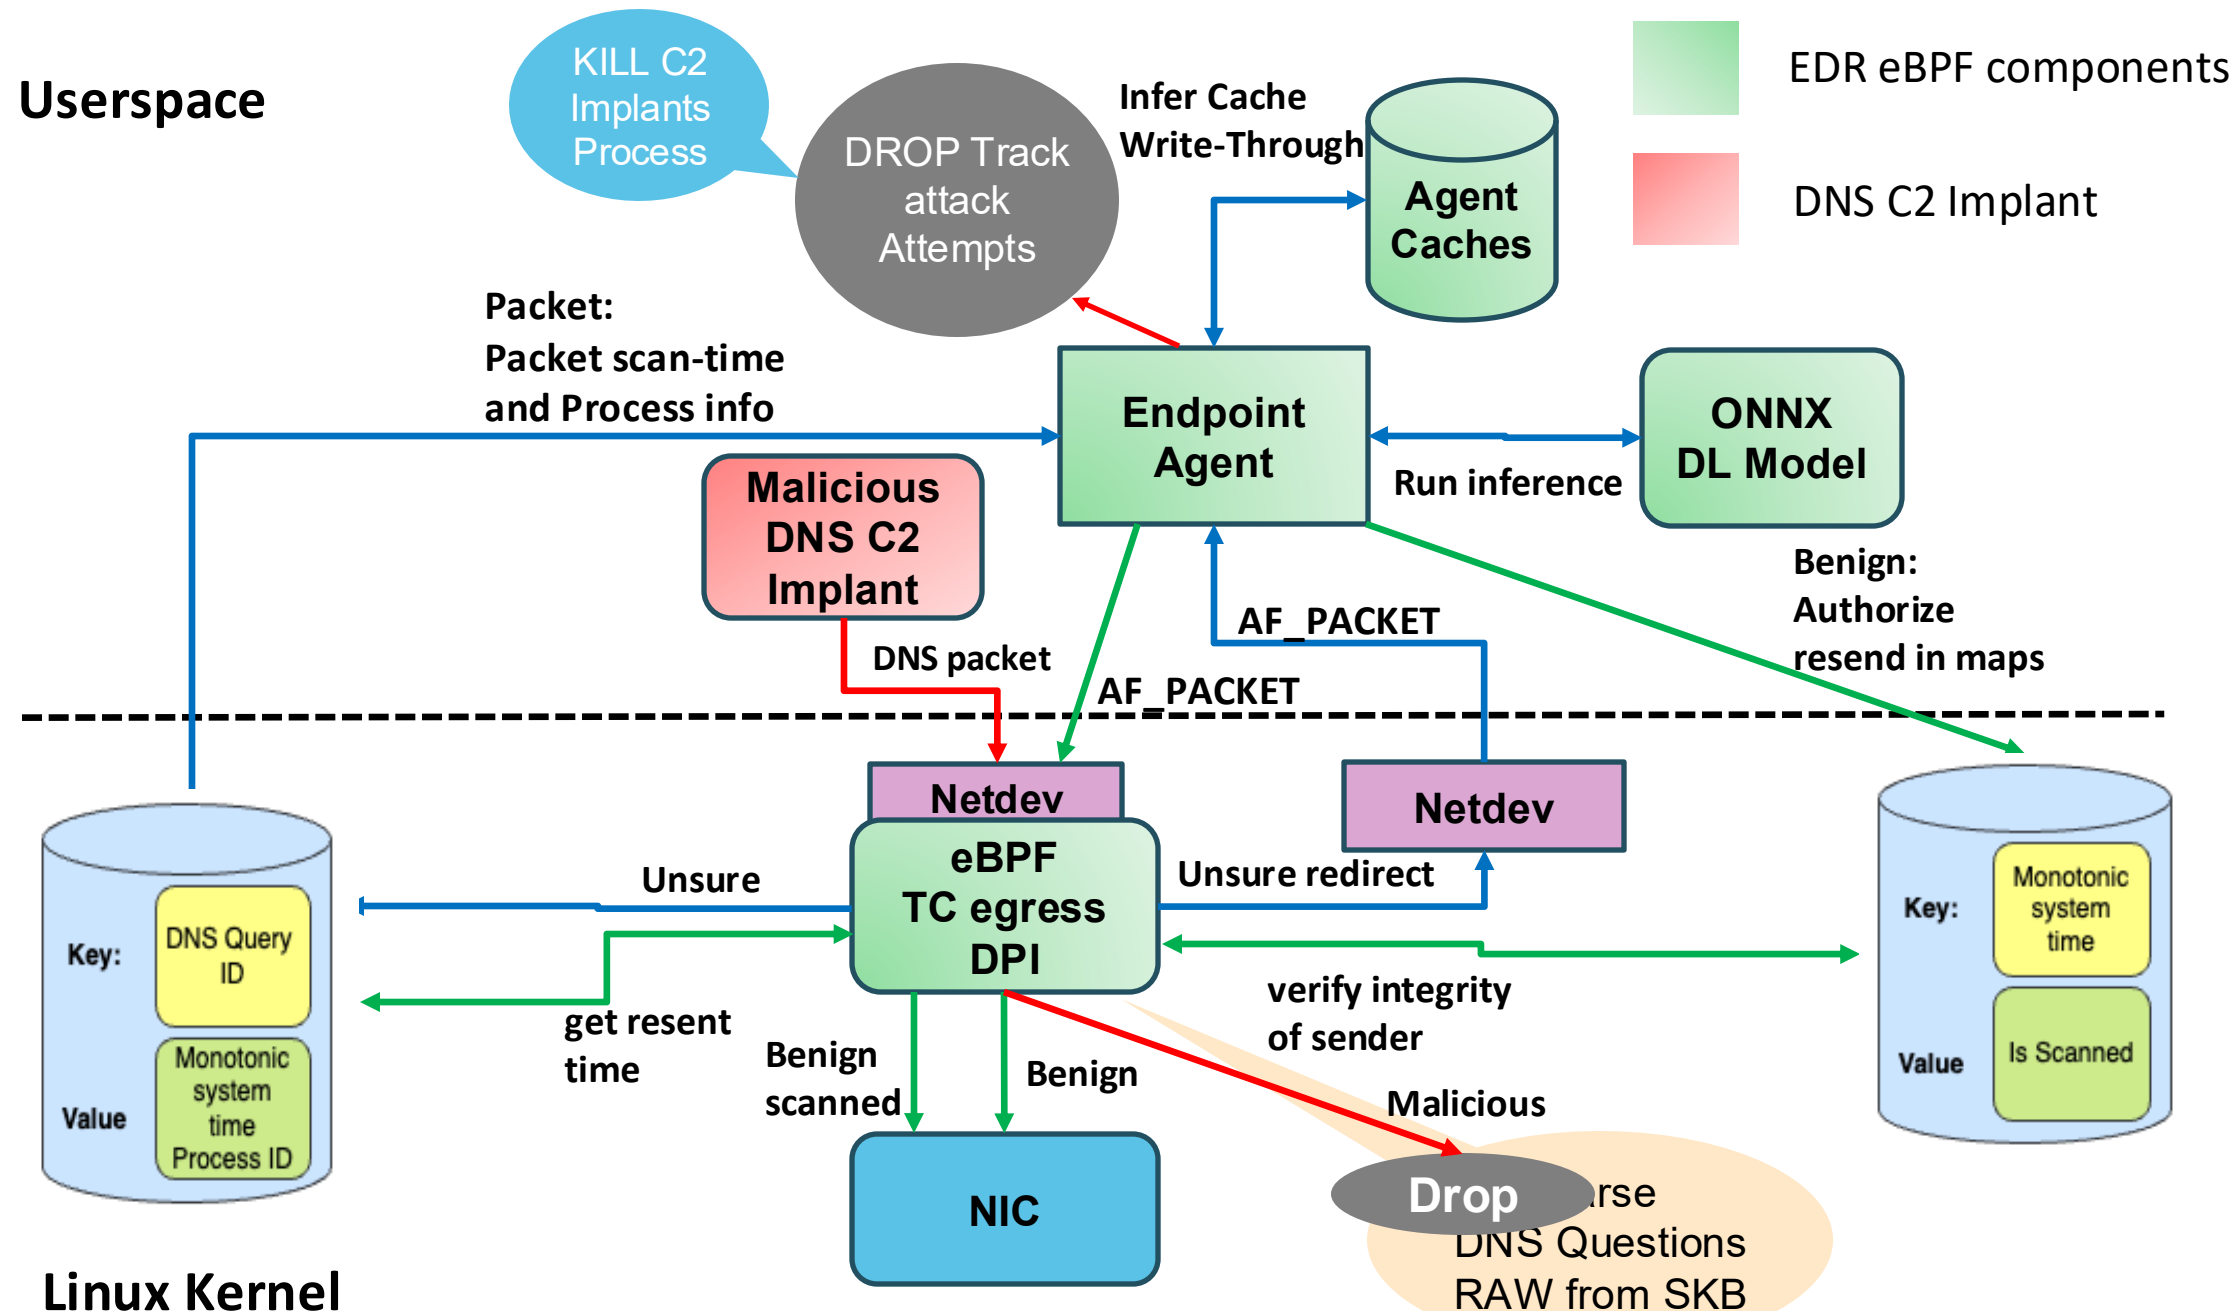 Userspace
KILL C2
Implants
Process
DROP Track
attack
Attempts
Infer Cache
Write-Through
Agent
Caches
EDR eBPF components
DNS C2 Implant
Packet:
Packet scan-time
and Process info
Endpoint
Agent
ONNX
DL Model
Run inference
Malicious
DNS C2
Implant
Benign:
Authorize
resend in maps
DNS packet
AF_PACKET
AF_PACKET
Netdev
Netdev
eBPF
TC egress
DPI
Unsure
Unsure redirect
Key:
DNS Query
ID
Value
Monotonic
system
time
Process ID
get resent
time
verify integrity
of sender
Key:
Monotonic
system
time
Value
Is Scanned
Benign
scanned
Benign
Malicious
NIC
Drop
DNS Questions
RAW from SKB
Linux Kernel